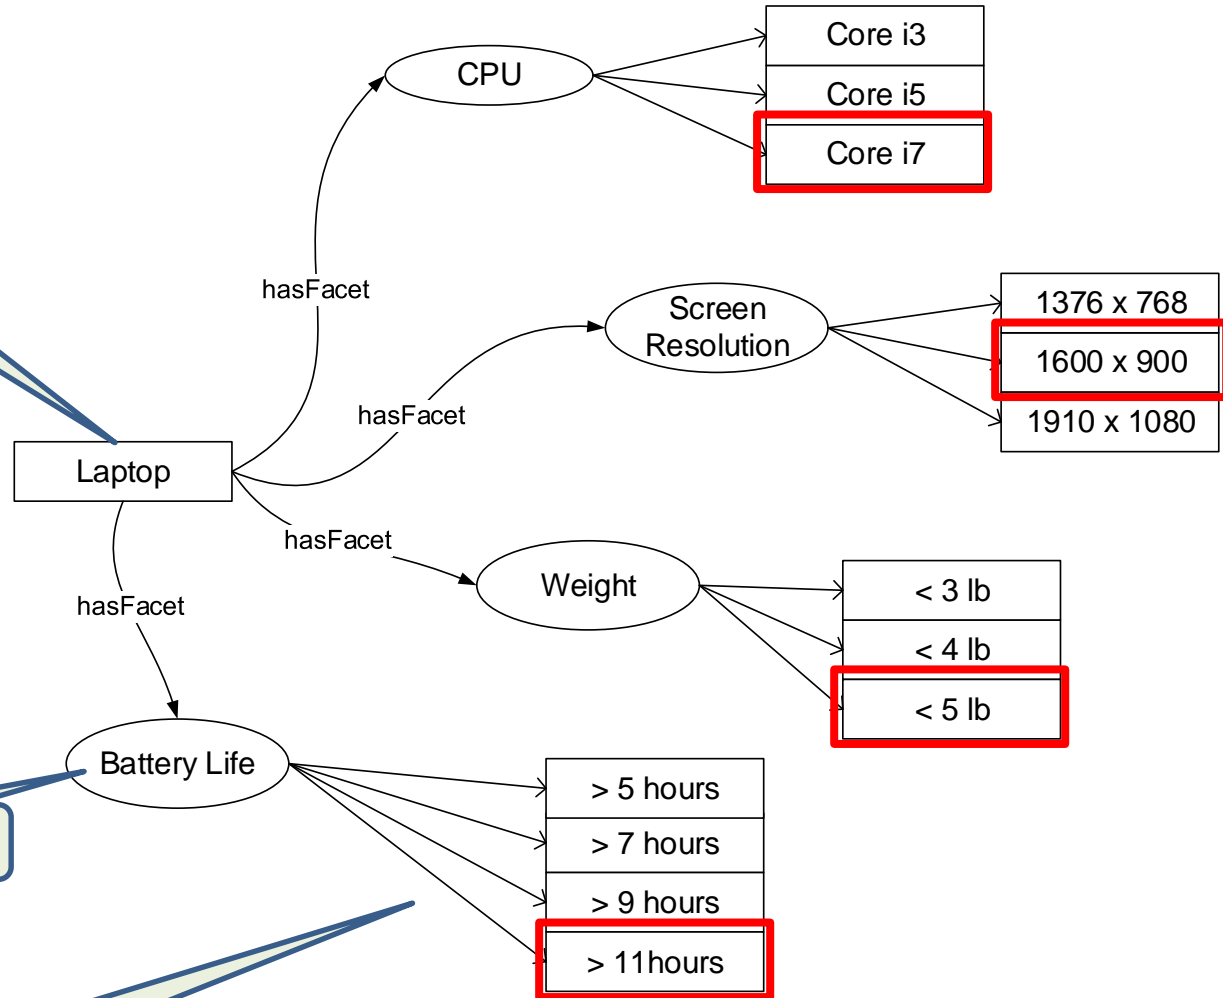 Core i3
CPU
Core i5
Core i7
hasFacet
1376 x 768
Screen
Resolution
1600 x 900
hasFacet
1910 x 1080
Laptop
hasFacet
Weight
< 3 lb
hasFacet
< 4 lb
< 5 lb
Battery Life
> 5 hours
> 7 hours
> 9 hours
> 11hours